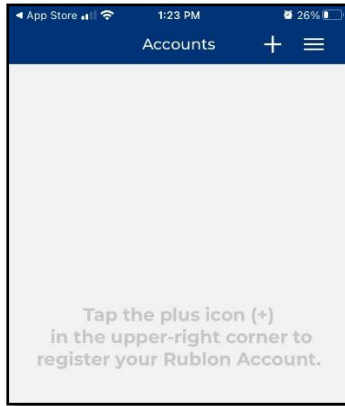 ◄ App Store 1:23 PM 26%
Accounts +
Tap the plus icon (+)
in the upper-right corner to
register your Rublon Account.